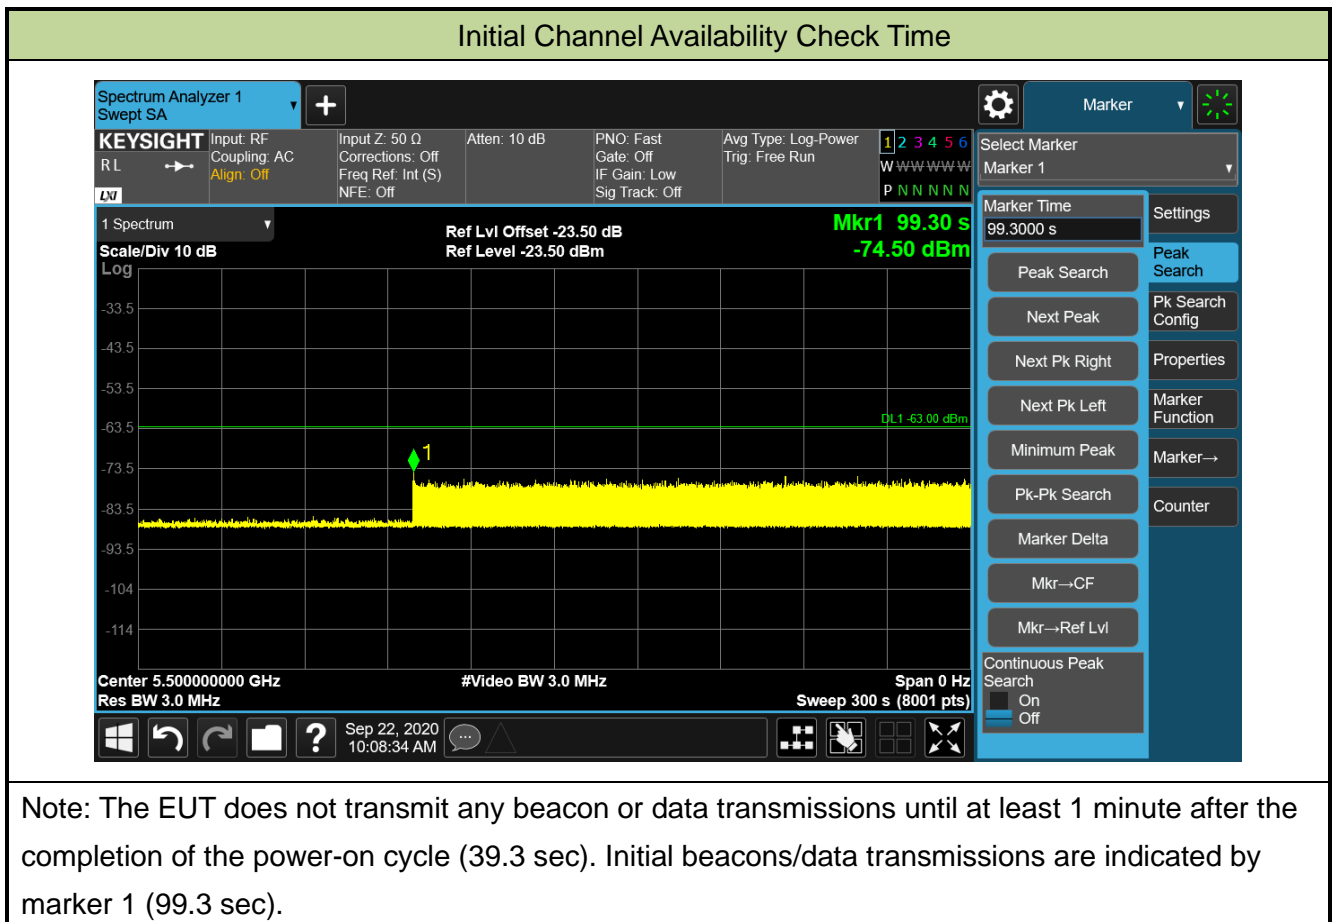 Initial Channel Availability Check Time
Spectrum Analyzer 1
Swept SA
+
Marker
KEYSIGHT
R L
LXI
Input: RF
Coupling: AC
Align: Off
Input Z: 50 Ω
Corrections: Off
Freq Ref: Int (S)
NFE: Off
Atten: 10 dB
PNO: Fast
Gate: Off
IF Gain: Low
Sig Track: Off
Avg Type: Log-Power
Trig: Free Run
1 2 3 4 5 6
W W W W W W
P N N N N N
Select Marker
Marker 1
1 Spectrum
Scale/Div 10 dB
Log
Ref Lvl Offset -23.50 dB
Ref Level -23.50 dBm
Mkr1 99.30 s
-74.50 dBm
-33.5
-43.5
-53.5
-63.5
-73.5
-83.5
-93.5
-104
-114
DL1 -63.00 dBm
1
Center 5.500000000 GHz
Res BW 3.0 MHz
#Video BW 3.0 MHz
Span 0 Hz
Sweep 300 s (8001 pts)
Marker Time
99.3000 s
Peak Search
Next Peak
Next Pk Right
Next Pk Left
Minimum Peak
Pk-Pk Search
Marker Delta
Mkr→CF
Mkr→Ref Lvl
Continuous Peak
Search
On
Off
Settings
Peak
Search
Pk Search
Config
Properties
Marker
Function
Marker→
Counter
?
Sep 22, 2020
10:08:34 AM
Note: The EUT does not transmit any beacon or data transmissions until at least 1 minute after the
completion of the power-on cycle (39.3 sec). Initial beacons/data transmissions are indicated by
marker 1 (99.3 sec).